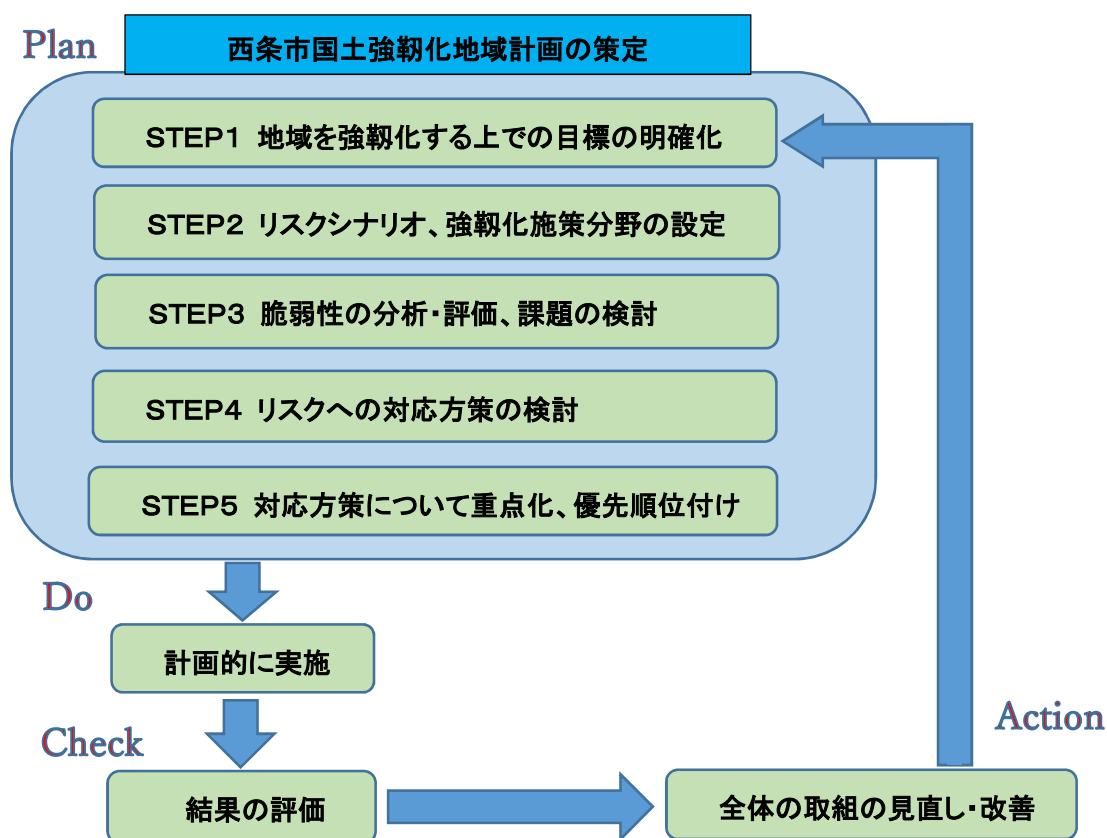 Plan
西条市国土強靱化地域計画の策定
STEP1 地域を強靱化する上での目標の明確化
STEP2 リスクシナリオ、強靱化施策分野の設定
STEP3 脆弱性の分析・評価、課題の検討
STEP4 リスクへの対応方策の検討
STEP5 対応方策について重点化、優先順位付け
Do
計画的に実施
Check
結果の評価
全体の取組の見直し・改善
Action